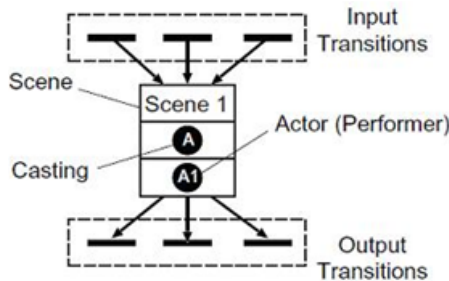 Input
Transitions
Scene
Scene 1
Actor (Performer)
A
Casting
A1
Output
Transitions